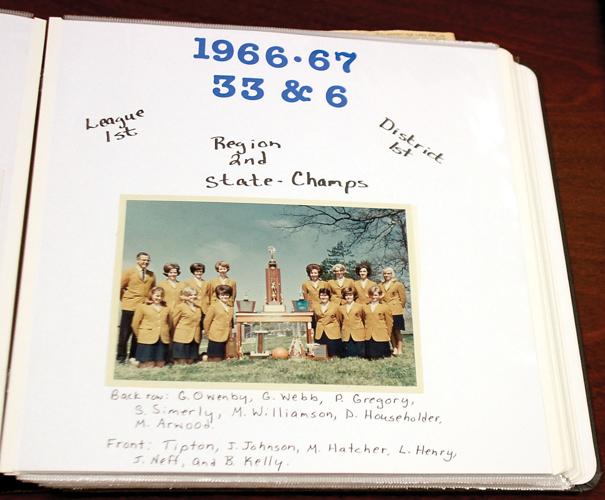 1966-67
33 & 6
League
1st
District
1st
Region
2nd
State-Champs
Back row: G. Owenby, G. Webb, P. Gregory,
S. Simerly, M. Williamson, D. Householder,
M. Arwood.
Front: Tipton, J. Johnson, M. Hatcher, L. Henry,
J. Neff, and B. Kelly.